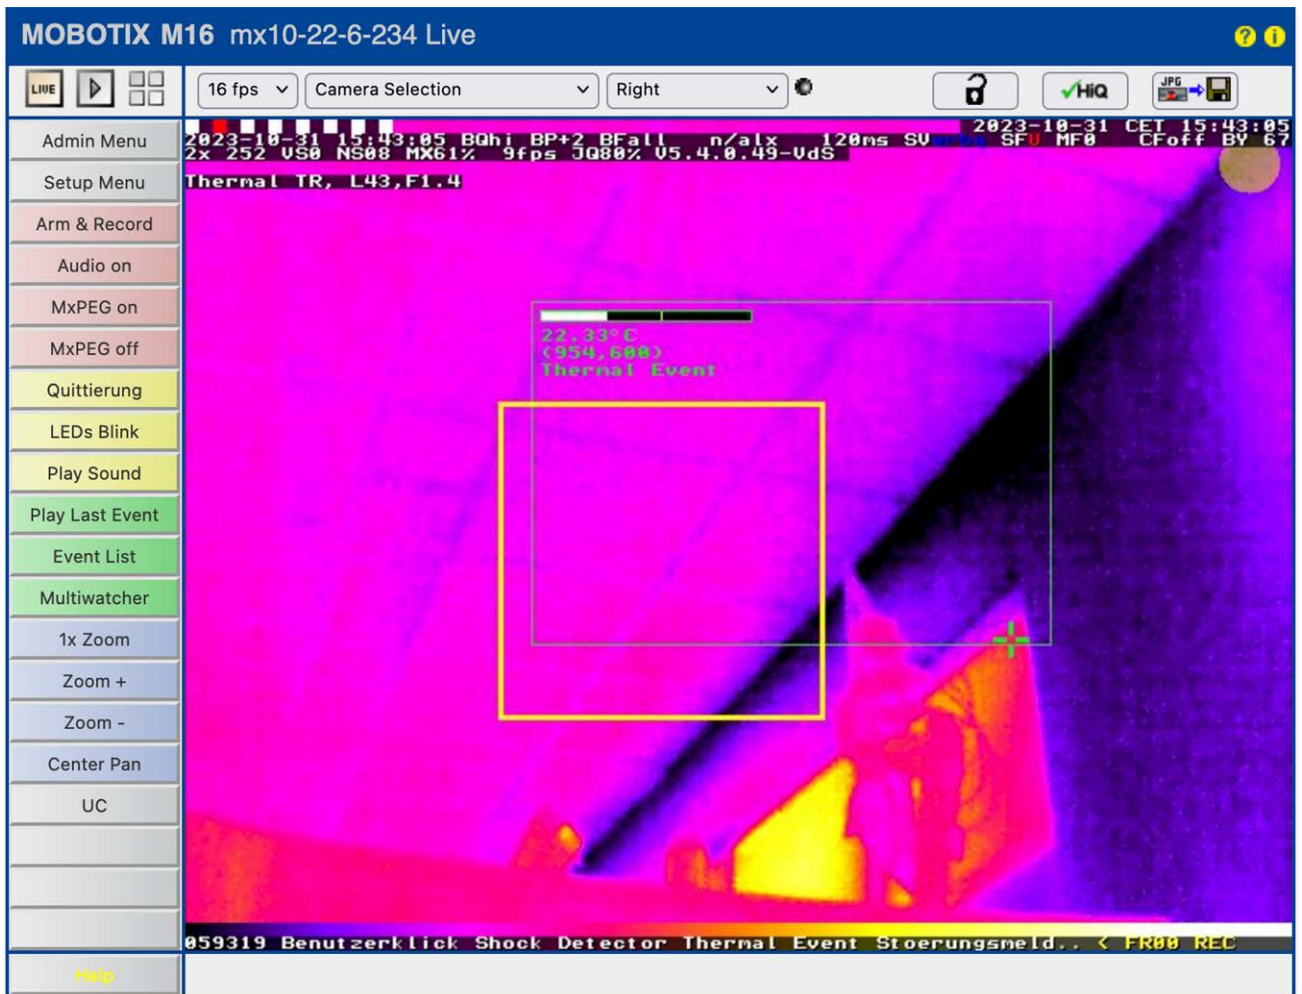 MOBOTIX M16 mx10-22-6-234 Live
? i
LIVE
16 fps
Camera Selection
Right
HiQ
JPG
Admin Menu
Setup Menu
Arm & Record
Audio on
MxPEG on
MxPEG off
Quittierung
LEDs Blink
Play Sound
Play Last Event
Event List
Multiwatcher
1x Zoom
Zoom +
Zoom -
Center Pan
UC
Help
2023-10-31 CET 15:43:05
2023-10-31 15:43:05 BQhi BP+2 BFall n/alx 120ms SV SFU MF0 CFoff BY 67
2x 252 VS0 NS08 MX61% 9fps JQ80% V5.4.0.49-VdS
Thermal TR, L43,F1.4
22.33°C
(954,600)
Thermal Event
059319 Benutzerklick Shock Detector Thermal Event Stoerungsmeld.. < FR00 REC